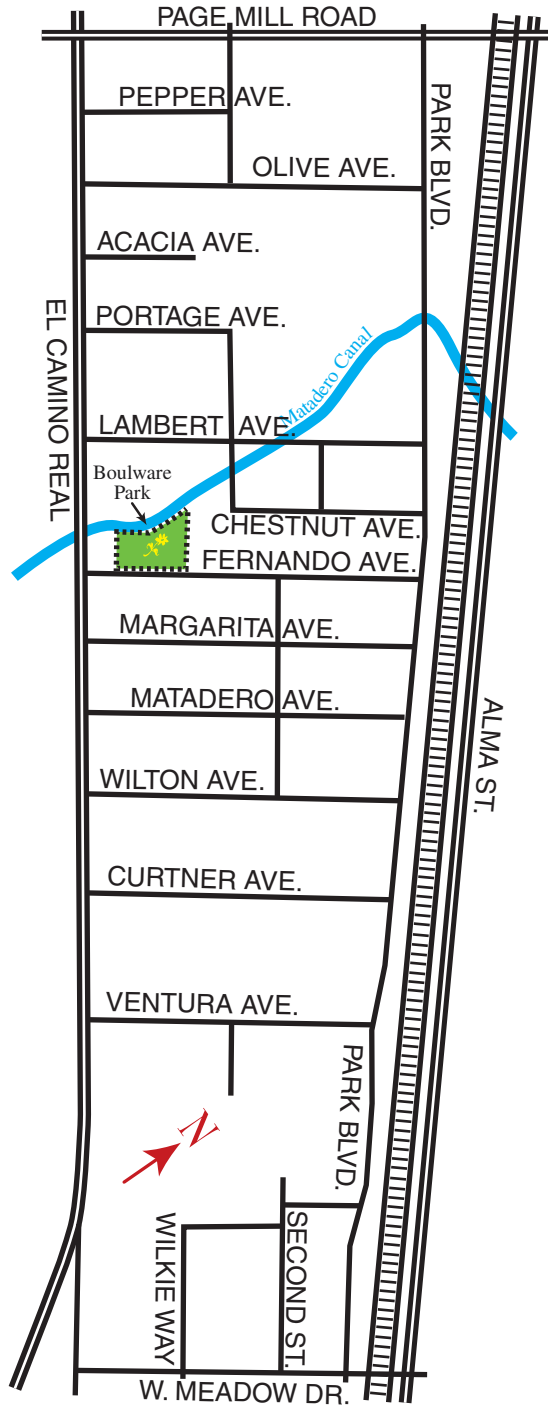 PAGE MILL ROAD
PEPPER AVE.
PARK BLVD.
OLIVE AVE.
ACACIA AVE.
EL CAMINO REAL
PORTAGE AVE.
Matadero Canal
LAMBERT AVE.
Boulware
Park
CHESTNUT AVE.
FERNANDO AVE.
MARGARITA AVE.
MATADERO AVE.
ALMA ST.
WILTON AVE.
CURTNER AVE.
VENTURA AVE.
PARK BLVD.
N
WILKIE WAY
SECOND ST.
W. MEADOW DR.